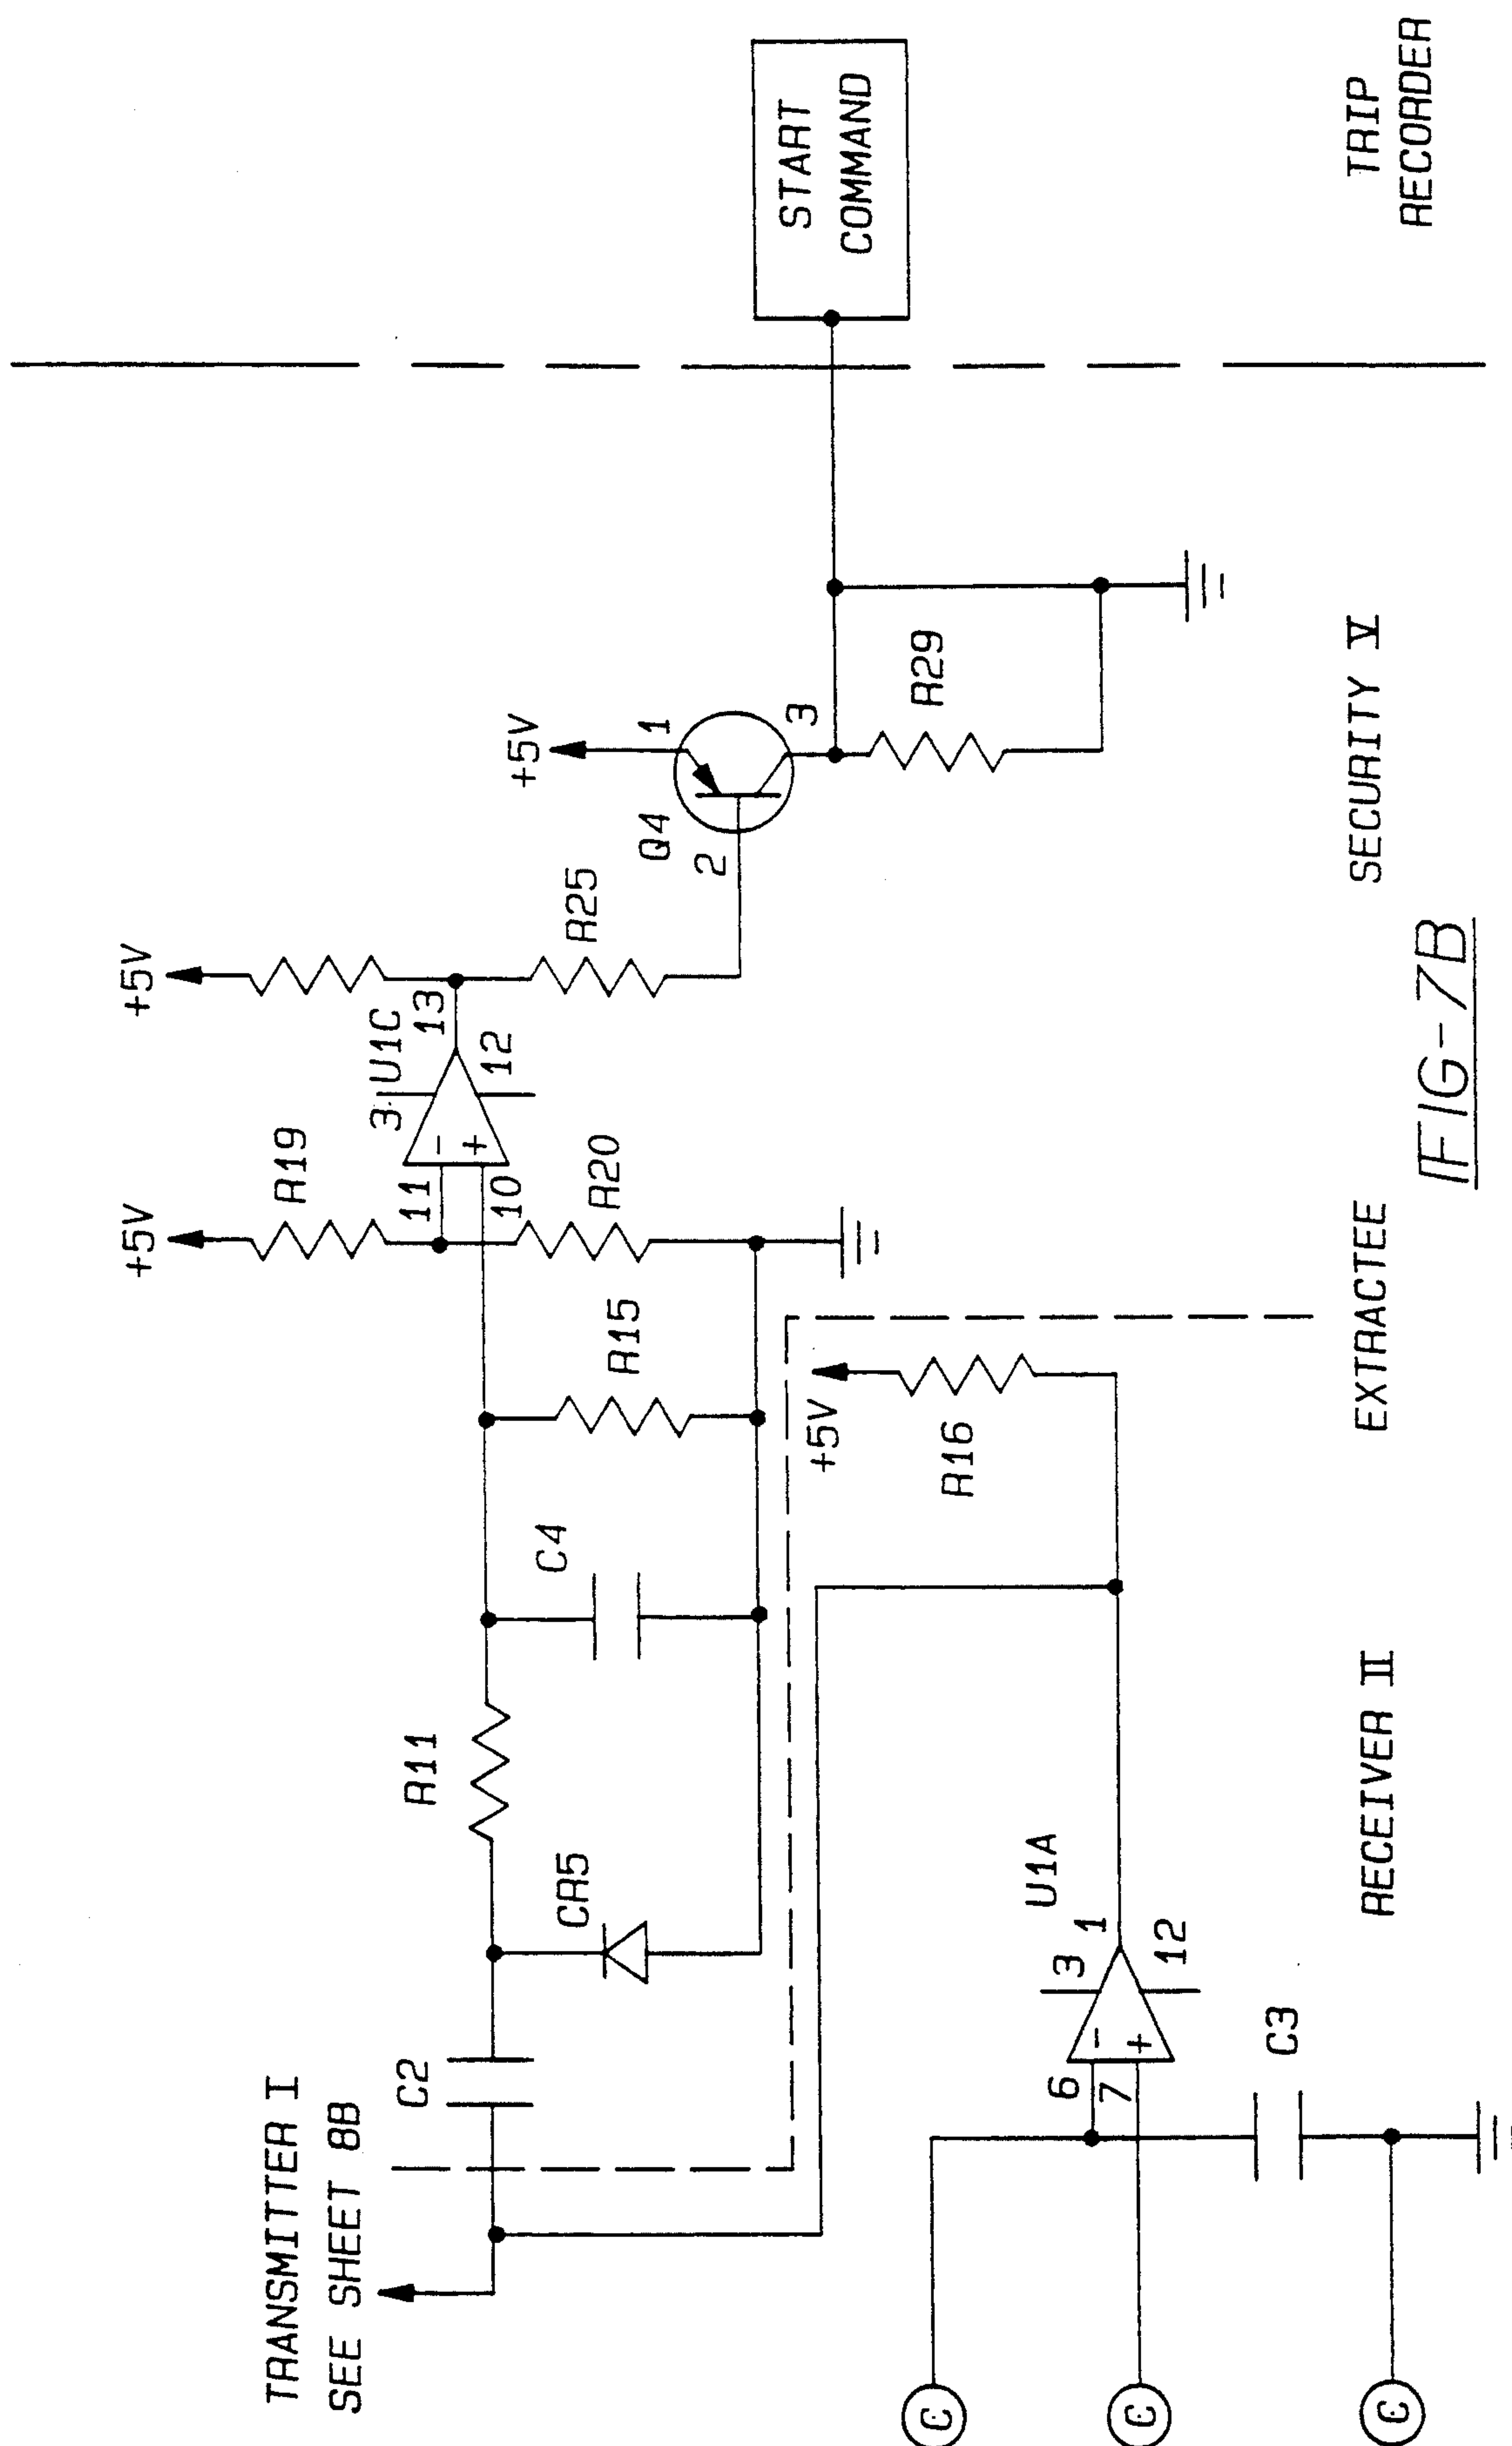 TRANSMITTER I
SEE SHEET 8B
C2
CR5
R11
C4
R15
+5V
R19
11
10
R20
3
U1C
13
12
+5V
R25
Q4
2
+5V
1
3
R29
START
COMMAND
+5V
R16
U1A
6
7
3
1
12
C3
C
C
C
-
+
-
+
RECEIVER II
EXTRACTEE
SECURITY V
TRIP
RECORDER
FIG-7B